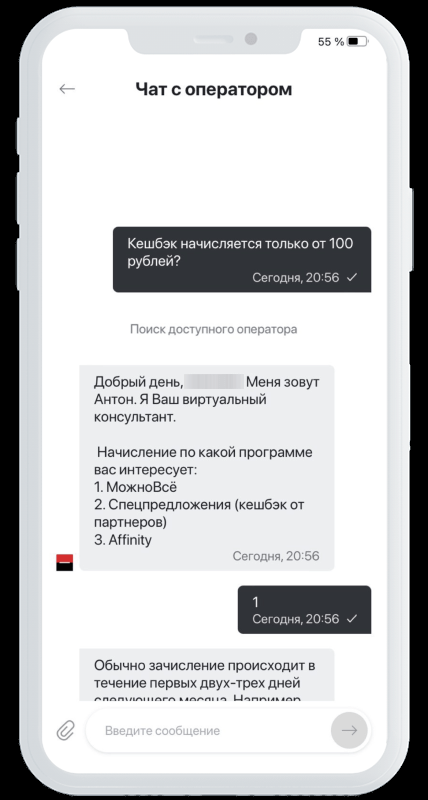 55 %
Чат с оператором
Кешбэк начисляется только от 100
рублей?
Сегодня, 20:56
Поиск доступного оператора
Добрый день, Меня зовут
Антон. Я Ваш виртуальный
консультант.
Начисление по какой программе
вас интересует:
1. МожноВсё
2. Спецпредложения (кешбэк от
партнеров)
3. Affinity
Сегодня, 20:56
1
Сегодня, 20:56
Обычно зачисление происходит в
течение первых двух-трех дней
следующего месяца. Например
Введите сообщение